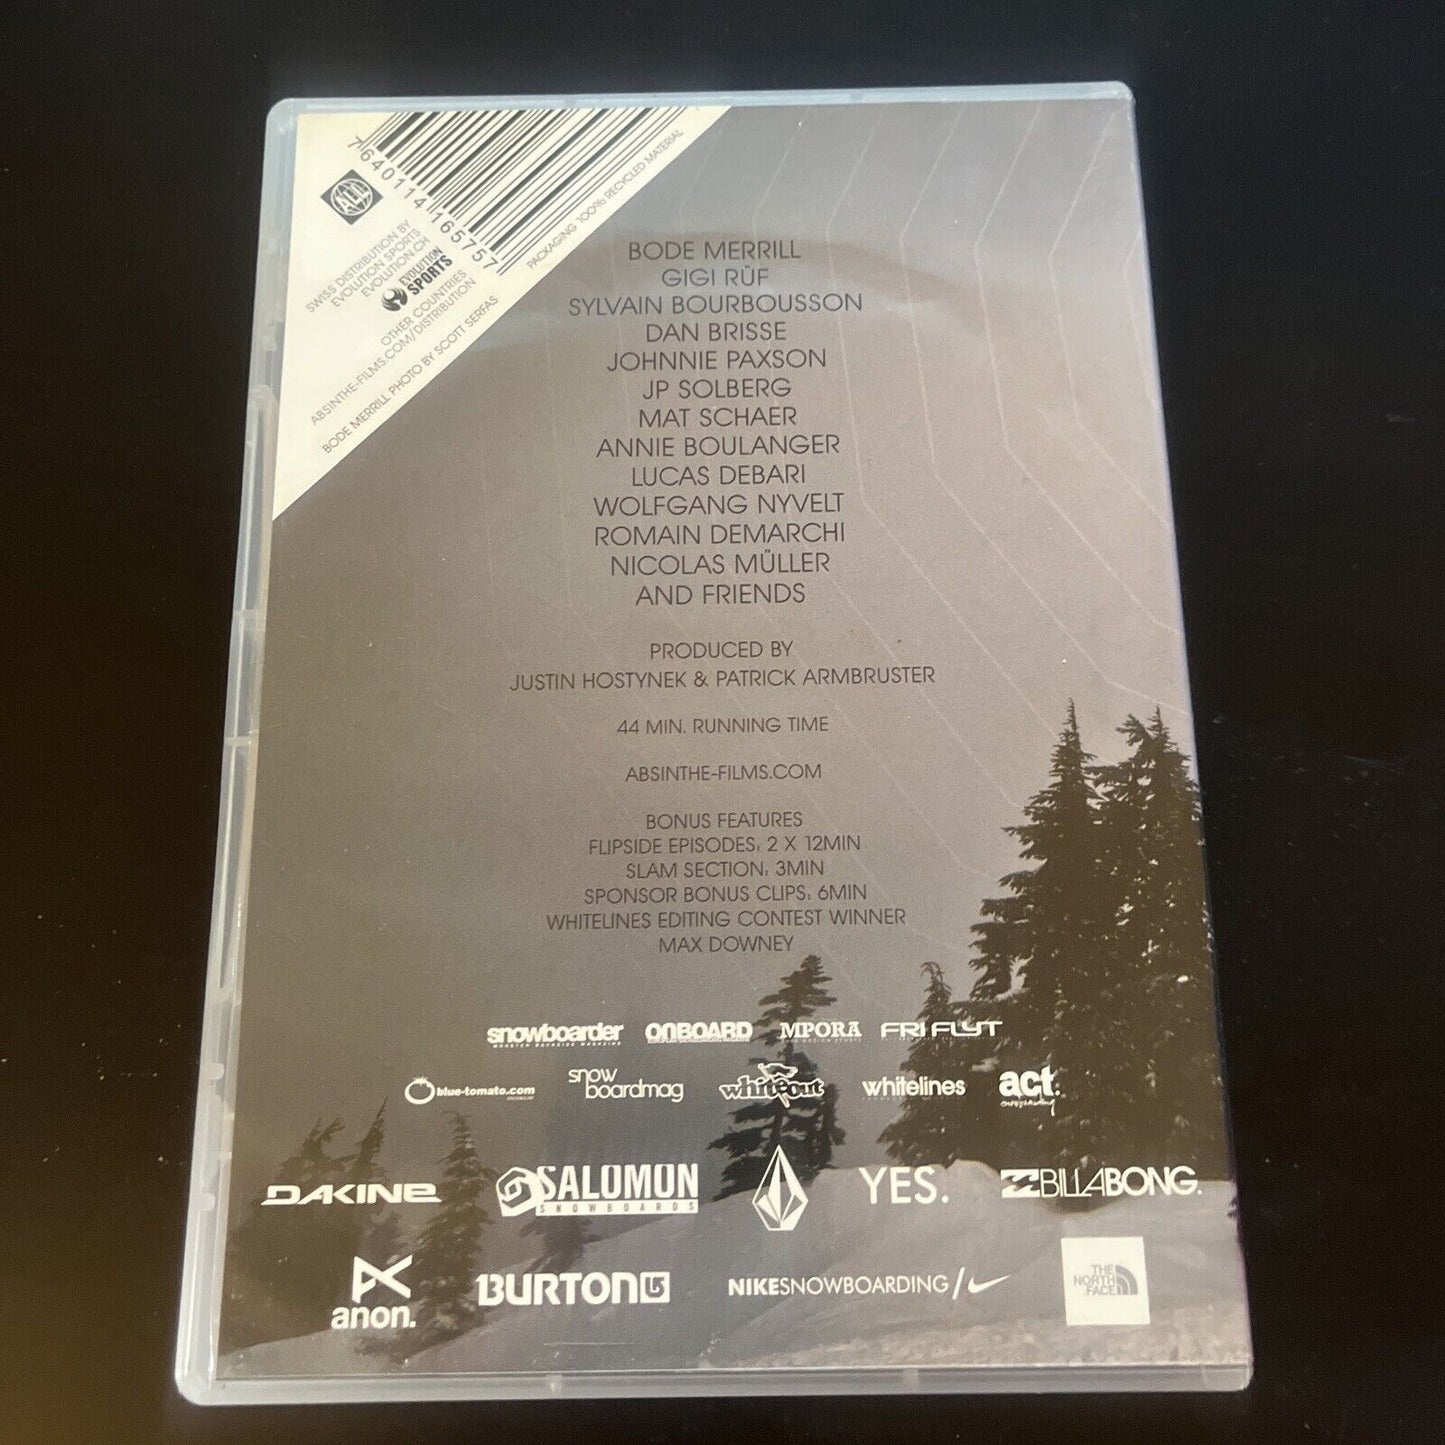 7 640114 165757
PACKAGING 100% RECYCLED MATERIAL
SWISS DISTRIBUTION BY
EVOLUTION SPORTS
EVOLUTION.CH
EVOLUTION
SPORTS
OTHER COUNTRIES
ABSINTHE-FILMS.COM/DISTRIBUTION
BODE MERRILL PHOTO BY SCOTT SERFAS
BODE MERRILL
GIGI RÜF
SYLVAIN BOURBOUSSON
DAN BRISSE
JOHNNIE PAXSON
JP SOLBERG
MAT SCHAER
ANNIE BOULANGER
LUCAS DEBARI
WOLFGANG NYVELT
ROMAIN DEMARCHI
NICOLAS MÜLLER
AND FRIENDS
PRODUCED BY
JUSTIN HOSTYNEK & PATRICK ARMBRUSTER
44 MIN. RUNNING TIME
ABSINTHE-FILMS.COM
BONUS FEATURES
FLIPSIDE EPISODES: 2 X 12MIN
SLAM SECTION: 3MIN
SPONSOR BONUS CLIPS: 6MIN
WHITELINES EDITING CONTEST WINNER
MAX DOWNEY
snowboarder ONBOARD MPORA FRI FLYT
blue-tomato.com snow boardmag whiteout whitelines act.
DAKINE SALOMON SNOWBOARDS YES. BILLABONG.
anon. BURTON NIKESNOWBOARDING/ THE NORTH FACE